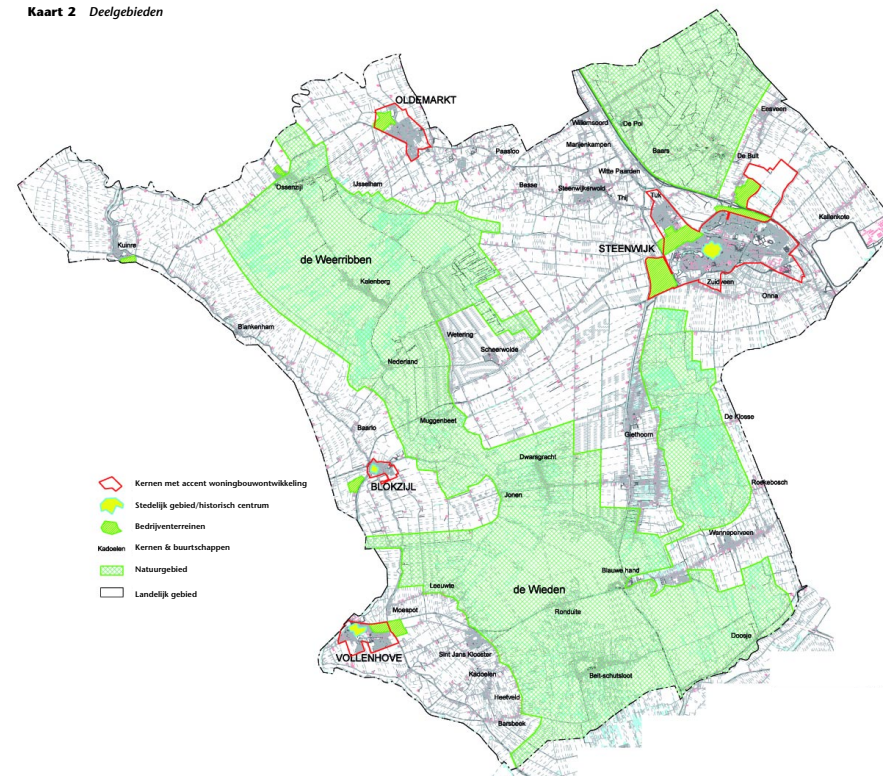 Kaart 2 Deelgebieden
OLDEMARKT
Willemsoord
De Pol
Eesveen
Marijenkampen
Paasloo
Baars
De Bult
Witte Paarden
Ossenzijl
IJsselham
Basse
Steenwijkerwold
Thij
Tuk
Kallenkote
Kuinre
STEENWIJK
de Weerribben
Kalenberg
Zuidveen
Onna
Blankenham
Wetering
Scheerwolde
Nederland
Muggenbeet
De Klosse
Baarlo
Giethoorn
Dwarsgracht
BLOKZIJL
Jonen
Ronkebosch
Wanneperveen
Blauwe hand
Leeuwte
de Wieden
Moespot
Ronduite
Doosje
VOLLENHOVE
Sint Jans Klooster
Kadoelen
Belt-schutsloot
Heetveld
Barsbeek
Kernen met accent woningbouwontwikkeling
Stedelijk gebied/historisch centrum
Bedrijventerreinen
Kadoelen Kernen & buurtschappen
Natuurgebied
Landelijk gebied